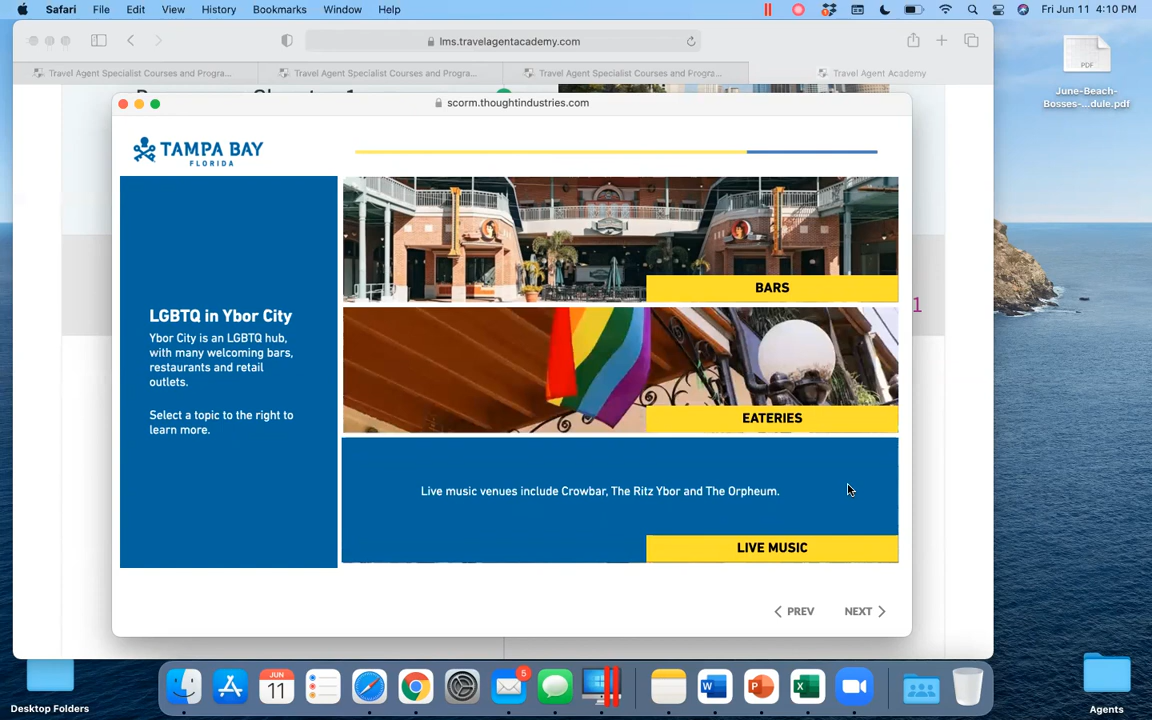 Safari File Edit View History Bookmarks Window Help Fri Jun 11 4:10 PM
lms.travelagentacademy.com
Travel Agent Specialist Courses and Progra... Travel Agent Specialist Courses and Progra... Travel Agent Specialist Courses and Progra... Travel Agent Academy
scorm.thoughtindustries.com
TAMPA BAY
FLORIDA
BARS
LGBTQ in Ybor City
Ybor City is an LGBTQ hub,
with many welcoming bars,
restaurants and retail
outlets.
Select a topic to the right to
learn more.
EATERIES
Live music venues include Crowbar, The Ritz Ybor and The Orpheum.
LIVE MUSIC
PREV NEXT
1
PDF
June-Beach-
Bosses-...dule.pdf
JUN
11
5
Desktop Folders
Agents